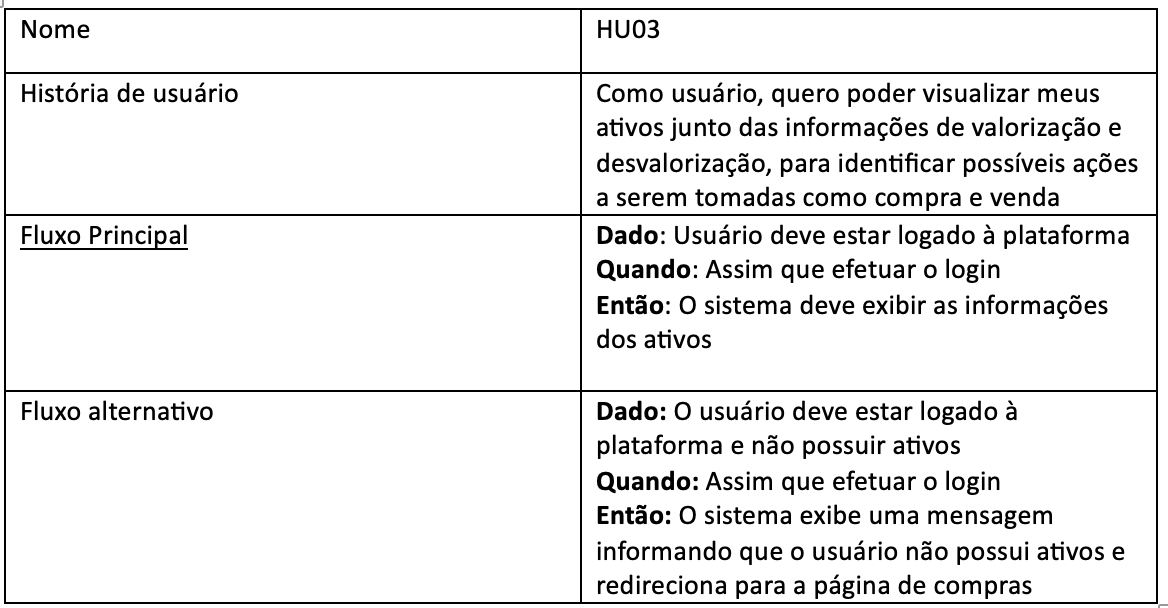 Nome
HU03
História de usuário
Como usuário, quero poder visualizar meus
ativos junto das informações de valorização e
desvalorização, para identificar possíveis ações
a serem tomadas como compra e venda
Fluxo Principal
Dado: Usuário deve estar logado à plataforma
Quando: Assim que efetuar o login
Então: O sistema deve exibir as informações
dos ativos
Fluxo alternativo
Dado: O usuário deve estar logado à
plataforma e não possuir ativos
Quando: Assim que efetuar o login
Então: O sistema exibe uma mensagem
informando que o usuário não possui ativos e
redireciona para a página de compras